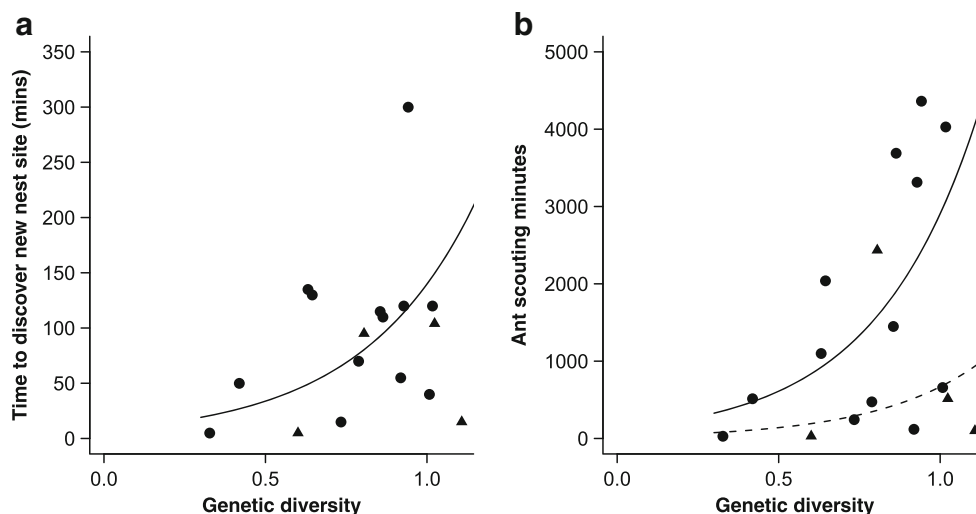 a
Time to discover new nest site (mins)
350
300
250
200
150
100
50
0
0.0 0.5 1.0
Genetic diversity
b
Ant scouting minutes
5000
4000
3000
2000
1000
0
0.0 0.5 1.0
Genetic diversity